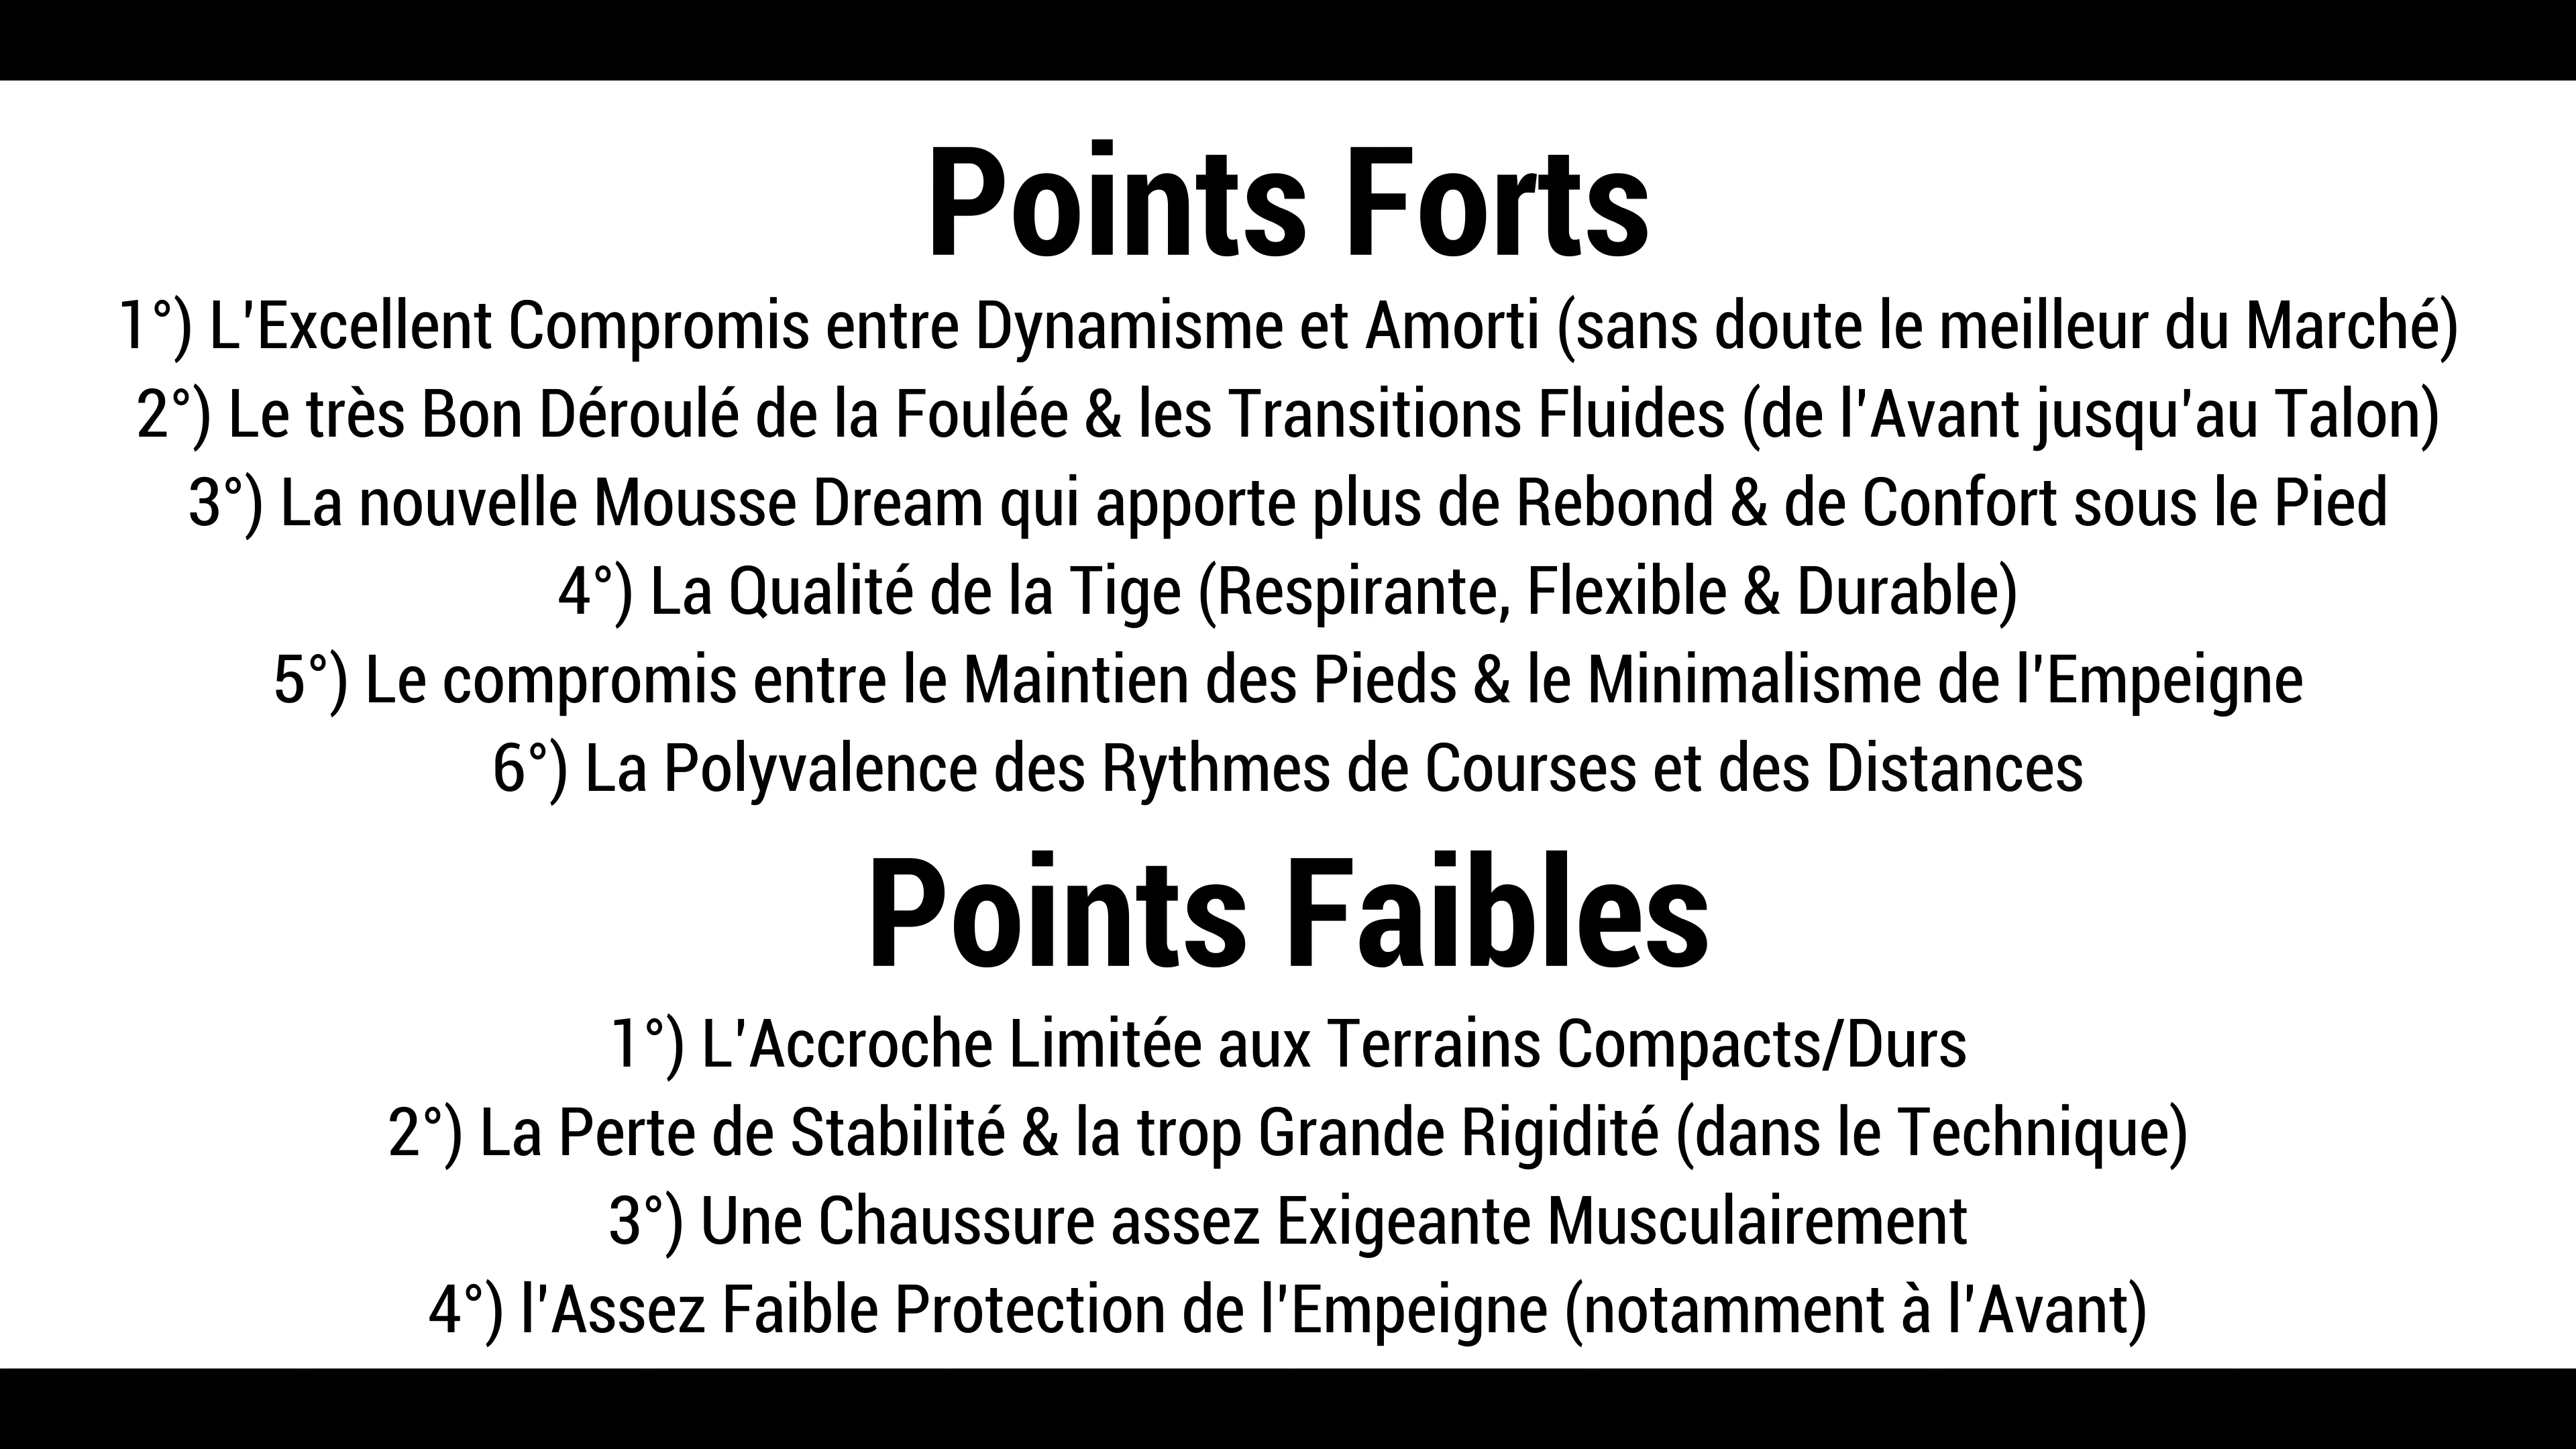 Points Forts
1°) L'Excellent Compromis entre Dynamisme et Amorti (sans doute le meilleur du Marché)
2°) Le très Bon Déroulé de la Foulée & les Transitions Fluides (de l'Avant jusqu'au Talon)
3°) La nouvelle Mousse Dream qui apporte plus de Rebond & de Confort sous le Pied
4°) La Qualité de la Tige (Respirante, Flexible & Durable)
5°) Le compromis entre le Maintien des Pieds & le Minimalisme de l'Empeigne
6°) La Polyvalence des Rythmes de Courses et des Distances
Points Faibles
1°) L'Accroche Limitée aux Terrains Compacts/Durs
2°) La Perte de Stabilité & la trop Grande Rigidité (dans le Technique)
3°) Une Chaussure assez Exigeante Musculairement
4°) l'Assez Faible Protection de l'Empeigne (notamment à l'Avant)